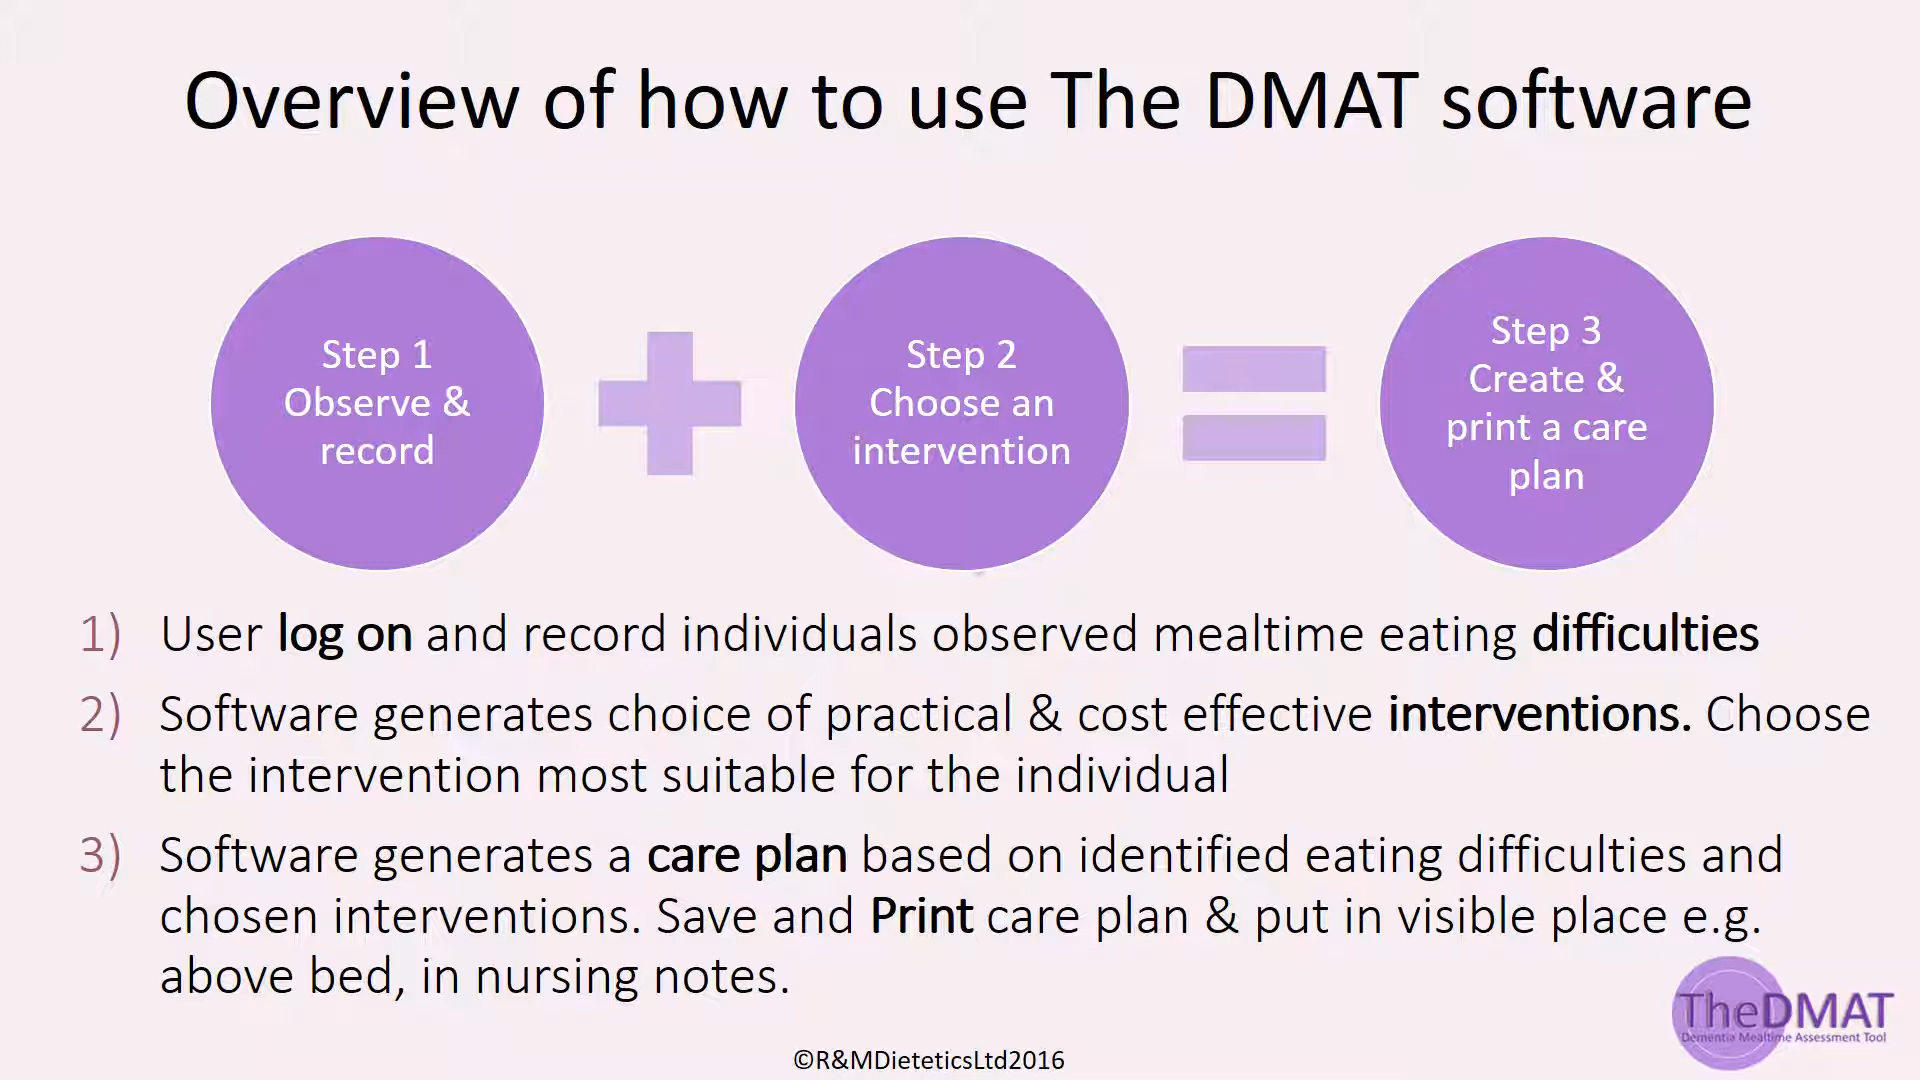 Overview of how to use The DMAT software
Step 1
Observe &
record
Step 2
Choose an
intervention
Step 3
Create &
print a care
plan
1) User log on and record individuals observed mealtime eating difficulties
2) Software generates choice of practical & cost effective interventions. Choose
the intervention most suitable for the individual
3) Software generates a care plan based on identified eating difficulties and
chosen interventions. Save and Print care plan & put in visible place e.g.
above bed, in nursing notes.
TheDMAT
Dementia Mealtime Assessment Tool
©R&MDieteticsLtd2016